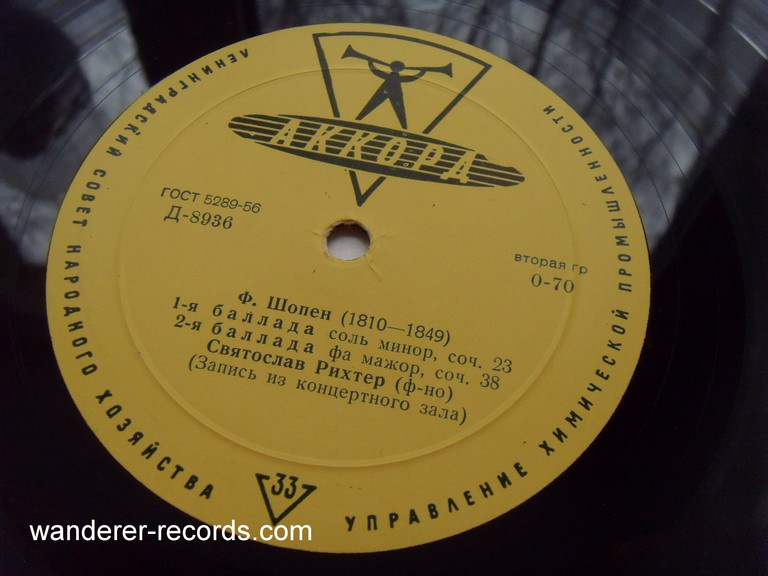 ЛЕНИНГРАДСКИЙ СОВЕТ НАРОДНОГО ХОЗЯЙСТВА
УПРАВЛЕНИЕ ХИМИЧЕСКОЙ ПРОМЫШЛЕННОСТИ
АККОРД
ГОСТ 5289-56
Д-8936
вторая гр
0-70
Ф. Шопен (1810—1849)
1-я баллада соль минор, соч. 23
2-я баллада фа мажор, соч. 38
Святослав Рихтер (ф-но)
(Запись из концертного зала)
33
wanderer-records.com